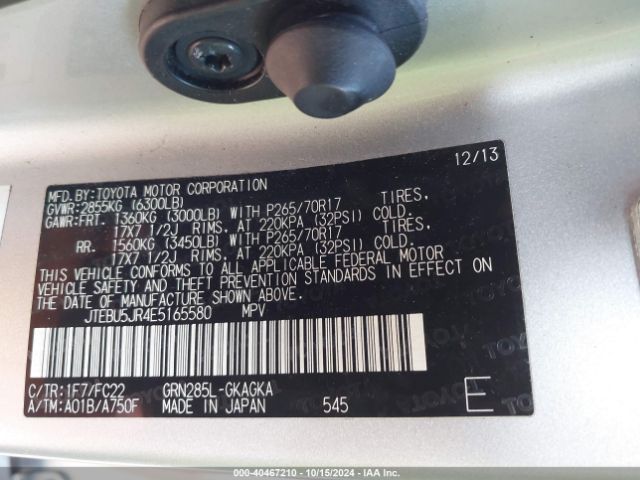 12/13
MFD.BY:TOYOTA MOTOR CORPORATION
GVWR:2855KG (6300LB)
GAWR:FRT. 1360KG (3000LB) WITH P265/70R17 TIRES,
17X7 1/2J RIMS, AT 220KPA (32PSI) COLD.
RR. 1560KG (3450LB) WITH P265/70R17 TIRES,
17X7 1/2J RIMS, AT 220KPA (32PSI) COLD.
THIS VEHICLE CONFORMS TO ALL APPLICABLE FEDERAL MOTOR
VEHICLE SAFETY AND THEFT PREVENTION STANDARDS IN EFFECT ON
THE DATE OF MANUFACTURE SHOWN ABOVE.
JTEBU5JR4E5165580 MPV
C/TR:1F7/FC22 GRN285L-GKAGKA
A/TM:A01B/A750F MADE IN JAPAN 545 E
000-40467210 - 10/15/2024 - IAA Inc.